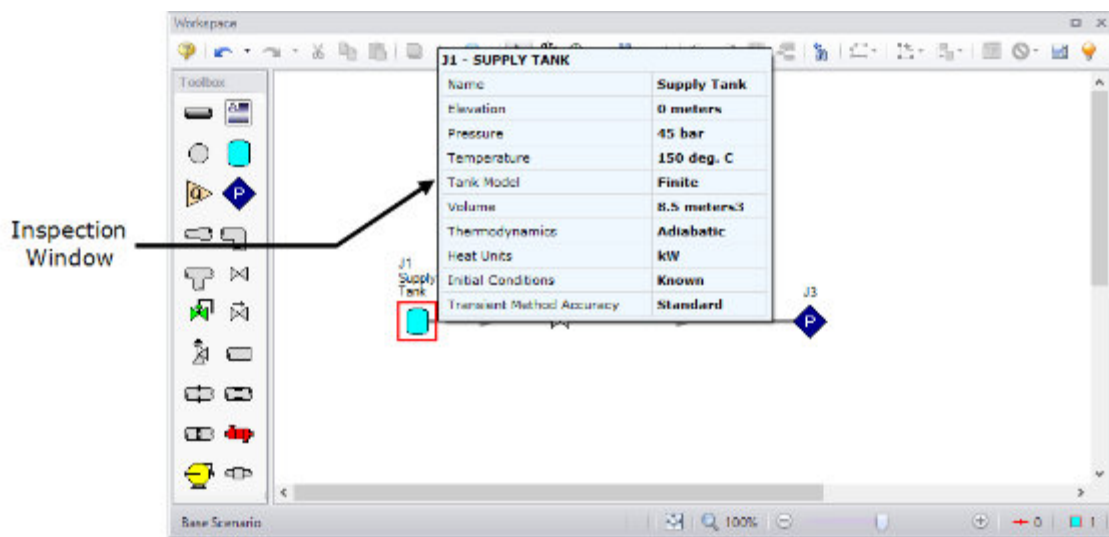 Workspace
Toolbox
J1 - SUPPLY TANK
Name Supply Tank
Elevation 0 meters
Pressure 45 bar
Temperature 150 deg. C
Tank Model Finite
Volume 8.5 meters3
Thermodynamics Adiabatic
Heat Units kW
Initial Conditions Known
Transient Method Accuracy Standard
Inspection
Window
J1
Supply
Tank
J3
P
P
Base Scenario
100%
0
1